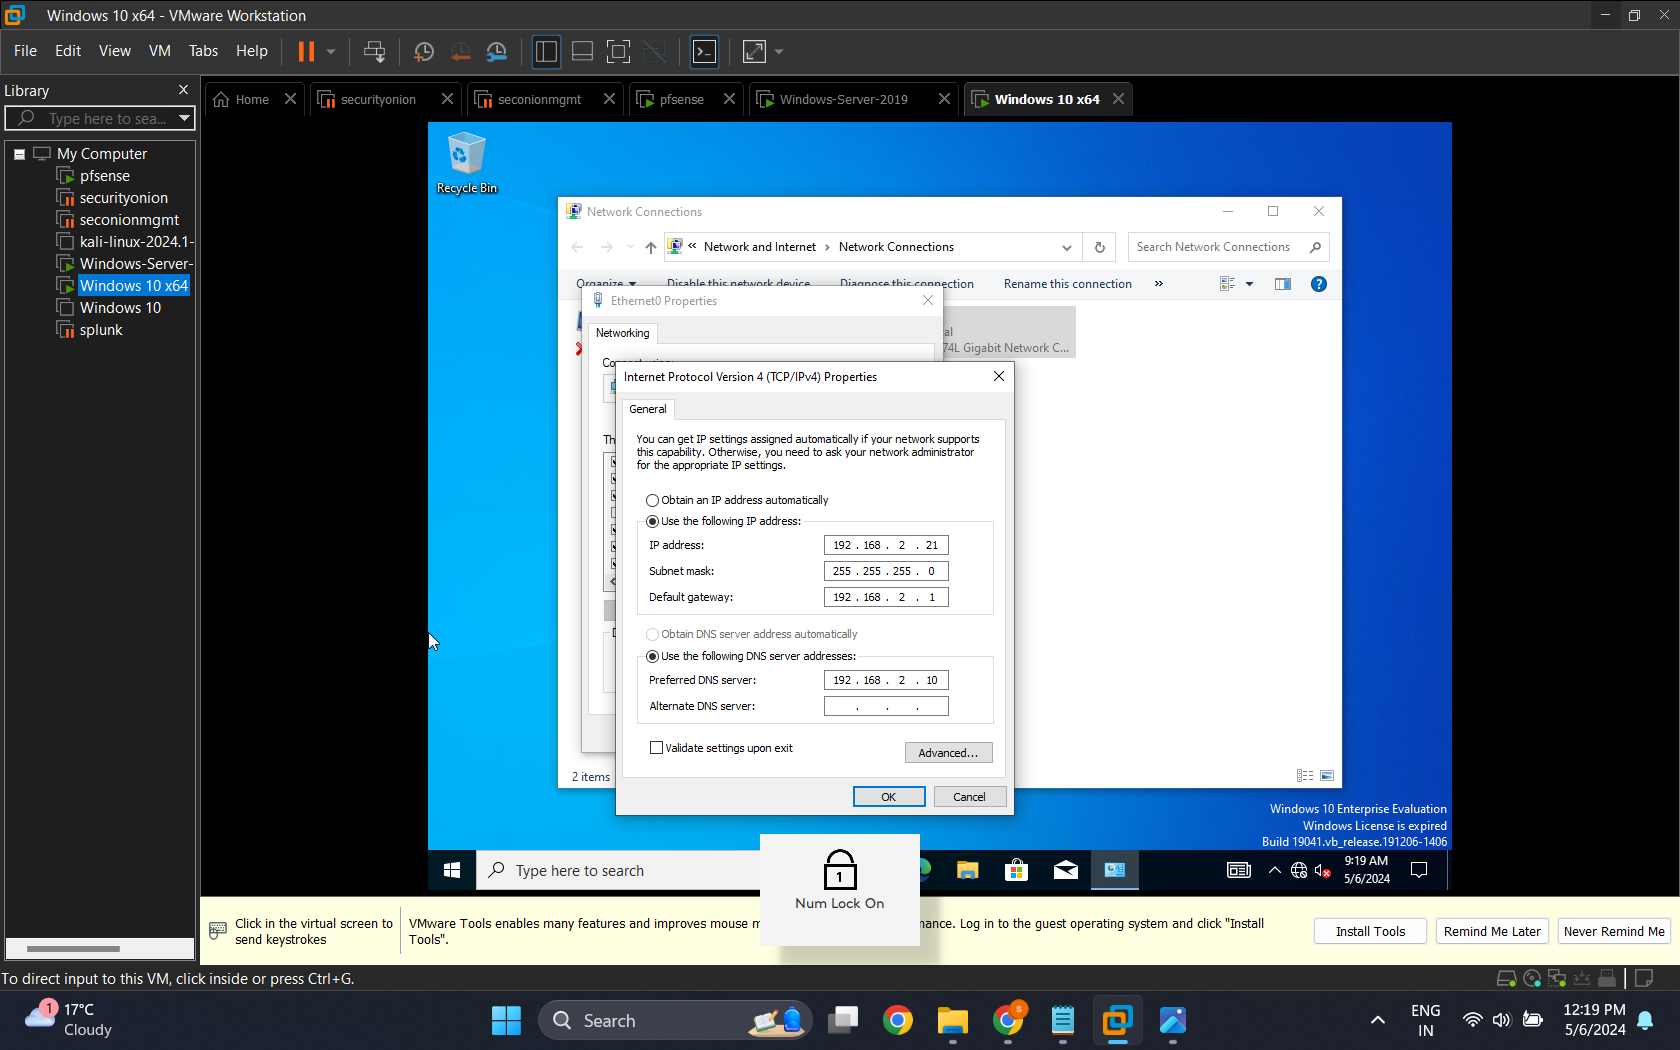 Windows 10 x64 - VMware Workstation
File Edit View VM Tabs Help
Library
Type here to sea...
Home
securityonion
seconionmgmt
pfsense
Windows-Server-2019
Windows 10 x64
My Computer
pfsense
securityonion
seconionmgmt
kali-linux-2024.1-
Windows-Server-
Windows 10 x64
Windows 10
splunk
Recycle Bin
Network Connections
« Network and Internet › Network Connections
Search Network Connections
Organize Disable this network device Diagnose this connection Rename this connection »
Ethernet0 Properties
Networking
al
74L Gigabit Network C...
Internet Protocol Version 4 (TCP/IPv4) Properties
General
You can get IP settings assigned automatically if your network supports
this capability. Otherwise, you need to ask your network administrator
for the appropriate IP settings.
Obtain an IP address automatically
Use the following IP address:
IP address: 192 . 168 . 2 . 21
Subnet mask: 255 . 255 . 255 . 0
Default gateway: 192 . 168 . 2 . 1
Obtain DNS server address automatically
Use the following DNS server addresses:
Preferred DNS server: 192 . 168 . 2 . 10
Alternate DNS server: . . .
Validate settings upon exit
Advanced...
OK Cancel
2 items
Windows 10 Enterprise Evaluation
Windows License is expired
Build 19041.vb_release.191206-1406
Type here to search
9:19 AM
5/6/2024
1
Num Lock On
Click in the virtual screen to
send keystrokes
VMware Tools enables many features and improves mouse m
nance. Log in to the guest operating system and click "Install
Tools".
Install Tools Remind Me Later Never Remind Me
To direct input to this VM, click inside or press Ctrl+G.
1
17°C
Cloudy
Search
S
ENG
IN
12:19 PM
5/6/2024